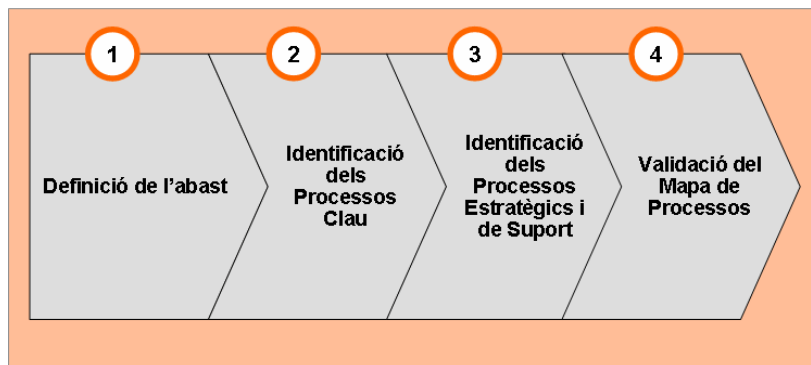 1
Definició de l'abast
2
Identificació
dels
Processos
Clau
3
Identificació
dels
Processos
Estratègics i
de Suport
4
Validació del
Mapa de
Processos